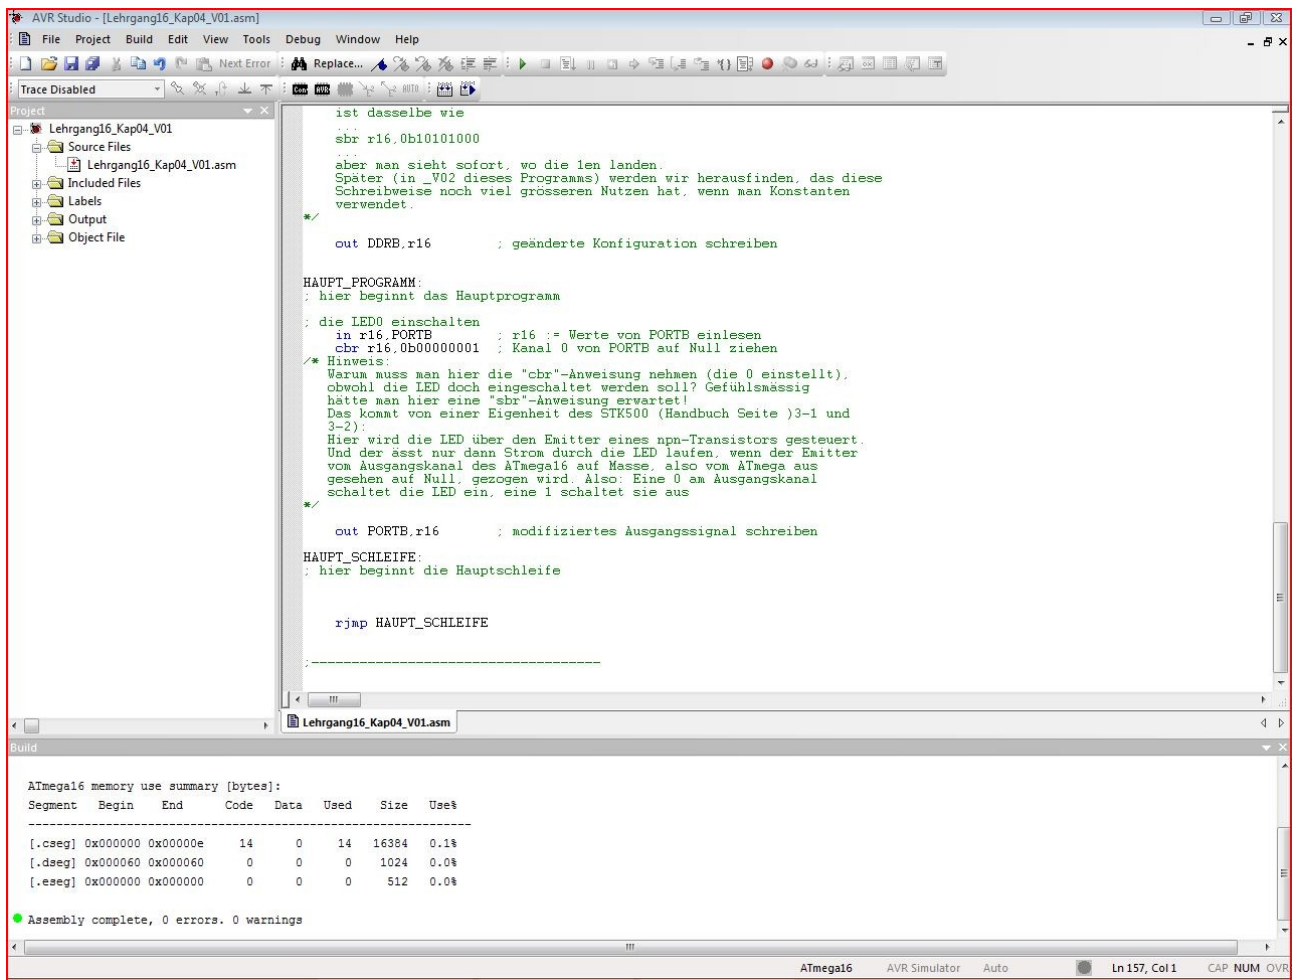 AVR Studio - [Lehrgang16_Kap04_V01.asm]
File Project Build Edit View Tools Debug Window Help
Next Error Replace...
Trace Disabled
Con AVR AUTO
Project
Lehrgang16_Kap04_V01
Source Files
Lehrgang16_Kap04_V01.asm
Included Files
Labels
Output
Object File
ist dasselbe wie
...
sbr r16,0b10101000
...
aber man sieht sofort, wo die 1en landen.
Später (in _V02 dieses Programms) werden wir herausfinden, das diese
Schreibweise noch viel grösseren Nutzen hat, wenn man Konstanten
verwendet.
*/
out DDRB,r16 ; geänderte Konfiguration schreiben
HAUPT_PROGRAMM:
; hier beginnt das Hauptprogramm
; die LED0 einschalten
in r16,PORTB ; r16 := Werte von PORTB einlesen
cbr r16,0b00000001 ; Kanal 0 von PORTB auf Null ziehen
/* Hinweis:
Warum muss man hier die "cbr"-Anweisung nehmen (die 0 einstellt),
obwohl die LED doch eingeschaltet werden soll? Gefühlsmässig
hätte man hier eine "sbr"-Anweisung erwartet!
Das kommt von einer Eigenheit des STK500 (Handbuch Seite )3-1 und
3-2):
Hier wird die LED über den Emitter eines npn-Transistors gesteuert.
Und der ässt nur dann Strom durch die LED laufen, wenn der Emitter
vom Ausgangskanal des ATmega16 auf Masse, also vom ATmega aus
gesehen auf Null, gezogen wird. Also: Eine 0 am Ausgangskanal
schaltet die LED ein, eine 1 schaltet sie aus
*/
out PORTB,r16 ; modifiziertes Ausgangssignal schreiben
HAUPT_SCHLEIFE:
; hier beginnt die Hauptschleife
rjmp HAUPT_SCHLEIFE
;------------------------------------
Lehrgang16_Kap04_V01.asm
Build
ATmega16 memory use summary [bytes]:
Segment Begin End Code Data Used Size Use%
---------------------------------------------------------------
[.cseg] 0x000000 0x00000e 14 0 14 16384 0.1%
[.dseg] 0x000060 0x000060 0 0 0 1024 0.0%
[.eseg] 0x000000 0x000000 0 0 0 512 0.0%
Assembly complete, 0 errors. 0 warnings
ATmega16 AVR Simulator Auto Ln 157, Col 1 CAP NUM OVR